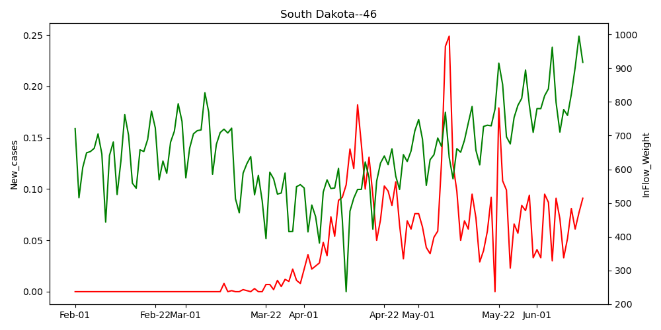 South Dakota--46
0.25
0.20
0.15
0.10
0.05
0.00
New_cases
1000
900
800
700
600
500
400
300
200
InFlow_Weight
Feb-01
Feb-22
Mar-01
Mar-22
Apr-01
Apr-22
May-01
May-22
Jun-01